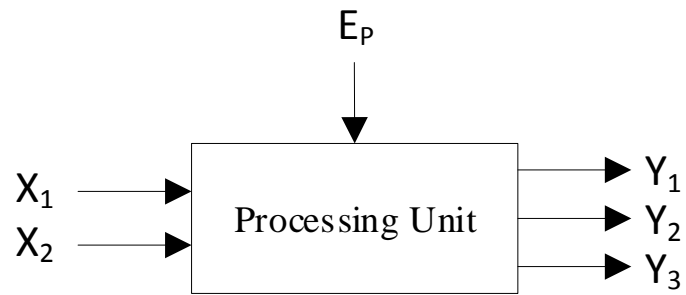 E_P
X_1
X_2
Processing Unit
Y_1
Y_2
Y_3